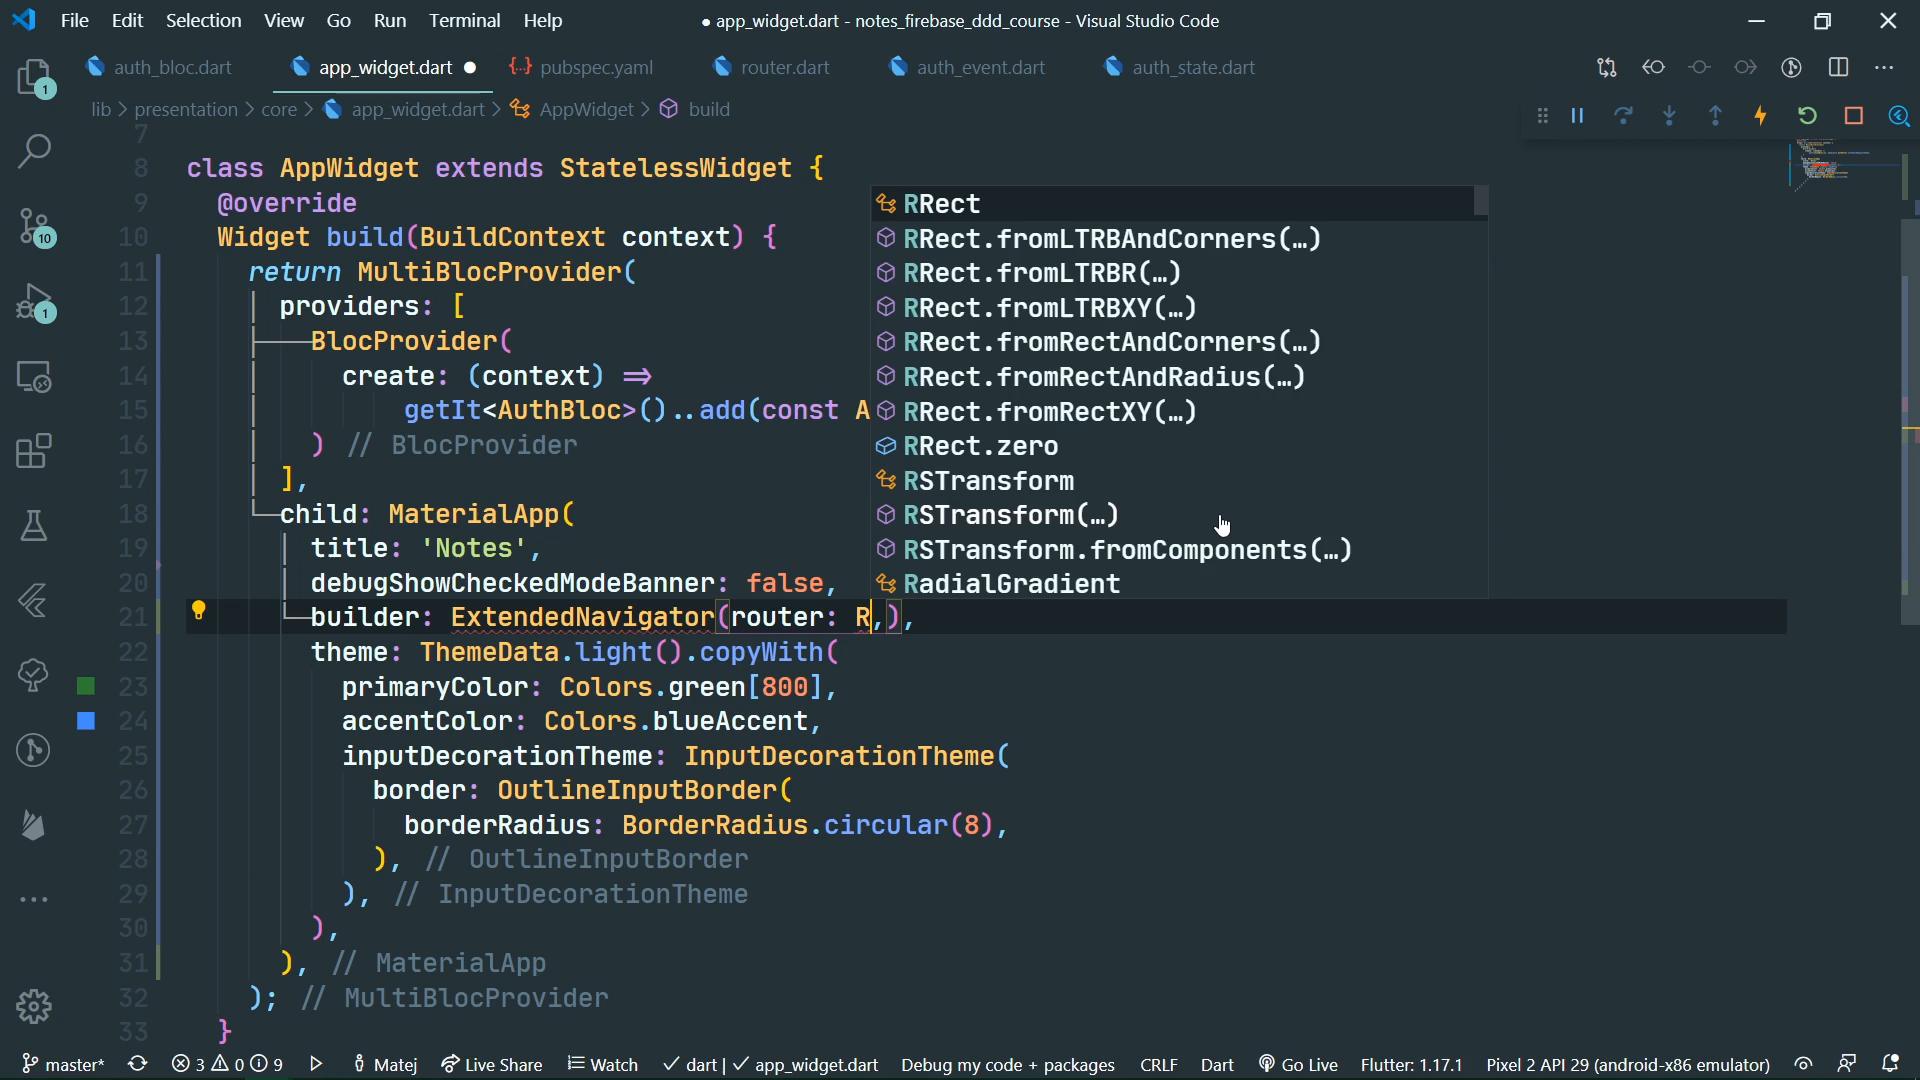 File Edit Selection View Go Run Terminal Help
● app_widget.dart - notes_firebase_ddd_course - Visual Studio Code
auth_bloc.dart
app_widget.dart ●
{..} pubspec.yaml
router.dart
auth_event.dart
auth_state.dart
lib > presentation > core > app_widget.dart > AppWidget > build
7
8 class AppWidget extends StatelessWidget {
9 @override
10 Widget build(BuildContext context) {
11 return MultiBlocProvider(
12 providers: [
13 BlocProvider(
14 create: (context) =>
15 getIt<AuthBloc>()..add(const A
16 ) // BlocProvider
17 ],
18 child: MaterialApp(
19 title: 'Notes',
20 debugShowCheckedModeBanner: false,
21 builder: ExtendedNavigator(router: R,),
22 theme: ThemeData.light().copyWith(
23 primaryColor: Colors.green[800],
24 accentColor: Colors.blueAccent,
25 inputDecorationTheme: InputDecorationTheme(
26 border: OutlineInputBorder(
27 borderRadius: BorderRadius.circular(8),
28 ), // OutlineInputBorder
29 ), // InputDecorationTheme
30 ),
31 ), // MaterialApp
32 ); // MultiBlocProvider
33 }
RRect
RRect.fromLTRBAndCorners(…)
RRect.fromLTRBR(…)
RRect.fromLTRBXY(…)
RRect.fromRectAndCorners(…)
RRect.fromRectAndRadius(…)
RRect.fromRectXY(…)
RRect.zero
RSTransform
RSTransform(…)
RSTransform.fromComponents(…)
RadialGradient
1
10
1
master* 3 0 9 Matej Live Share Watch ✓ dart | ✓ app_widget.dart Debug my code + packages CRLF Dart Go Live Flutter: 1.17.1 Pixel 2 API 29 (android-x86 emulator)